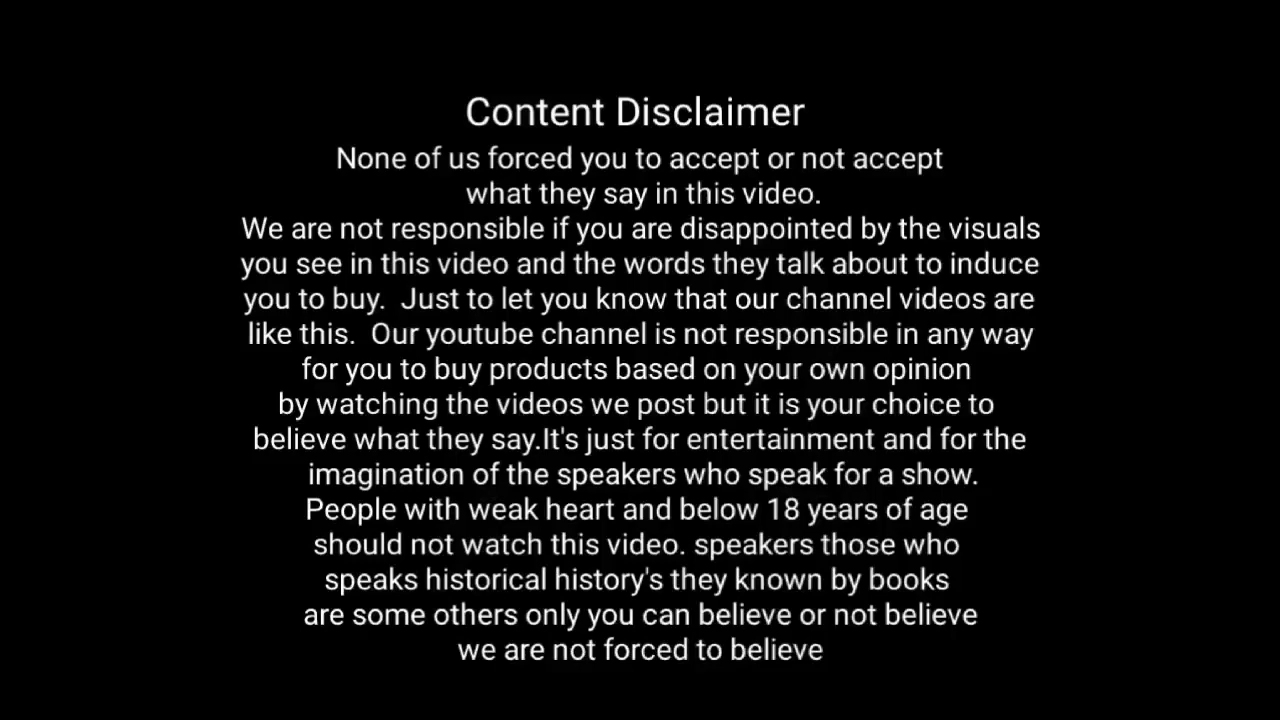 Content Disclaimer
None of us forced you to accept or not accept
what they say in this video.
We are not responsible if you are disappointed by the visuals
you see in this video and the words they talk about to induce
you to buy.  Just to let you know that our channel videos are
like this.  Our youtube channel is not responsible in any way
for you to buy products based on your own opinion
by watching the videos we post but it is your choice to
believe what they say.It's just for entertainment and for the
imagination of the speakers who speak for a show.
People with weak heart and below 18 years of age
should not watch this video. speakers those who
speaks historical history's they known by books
are some others only you can believe or not believe
we are not forced to believe